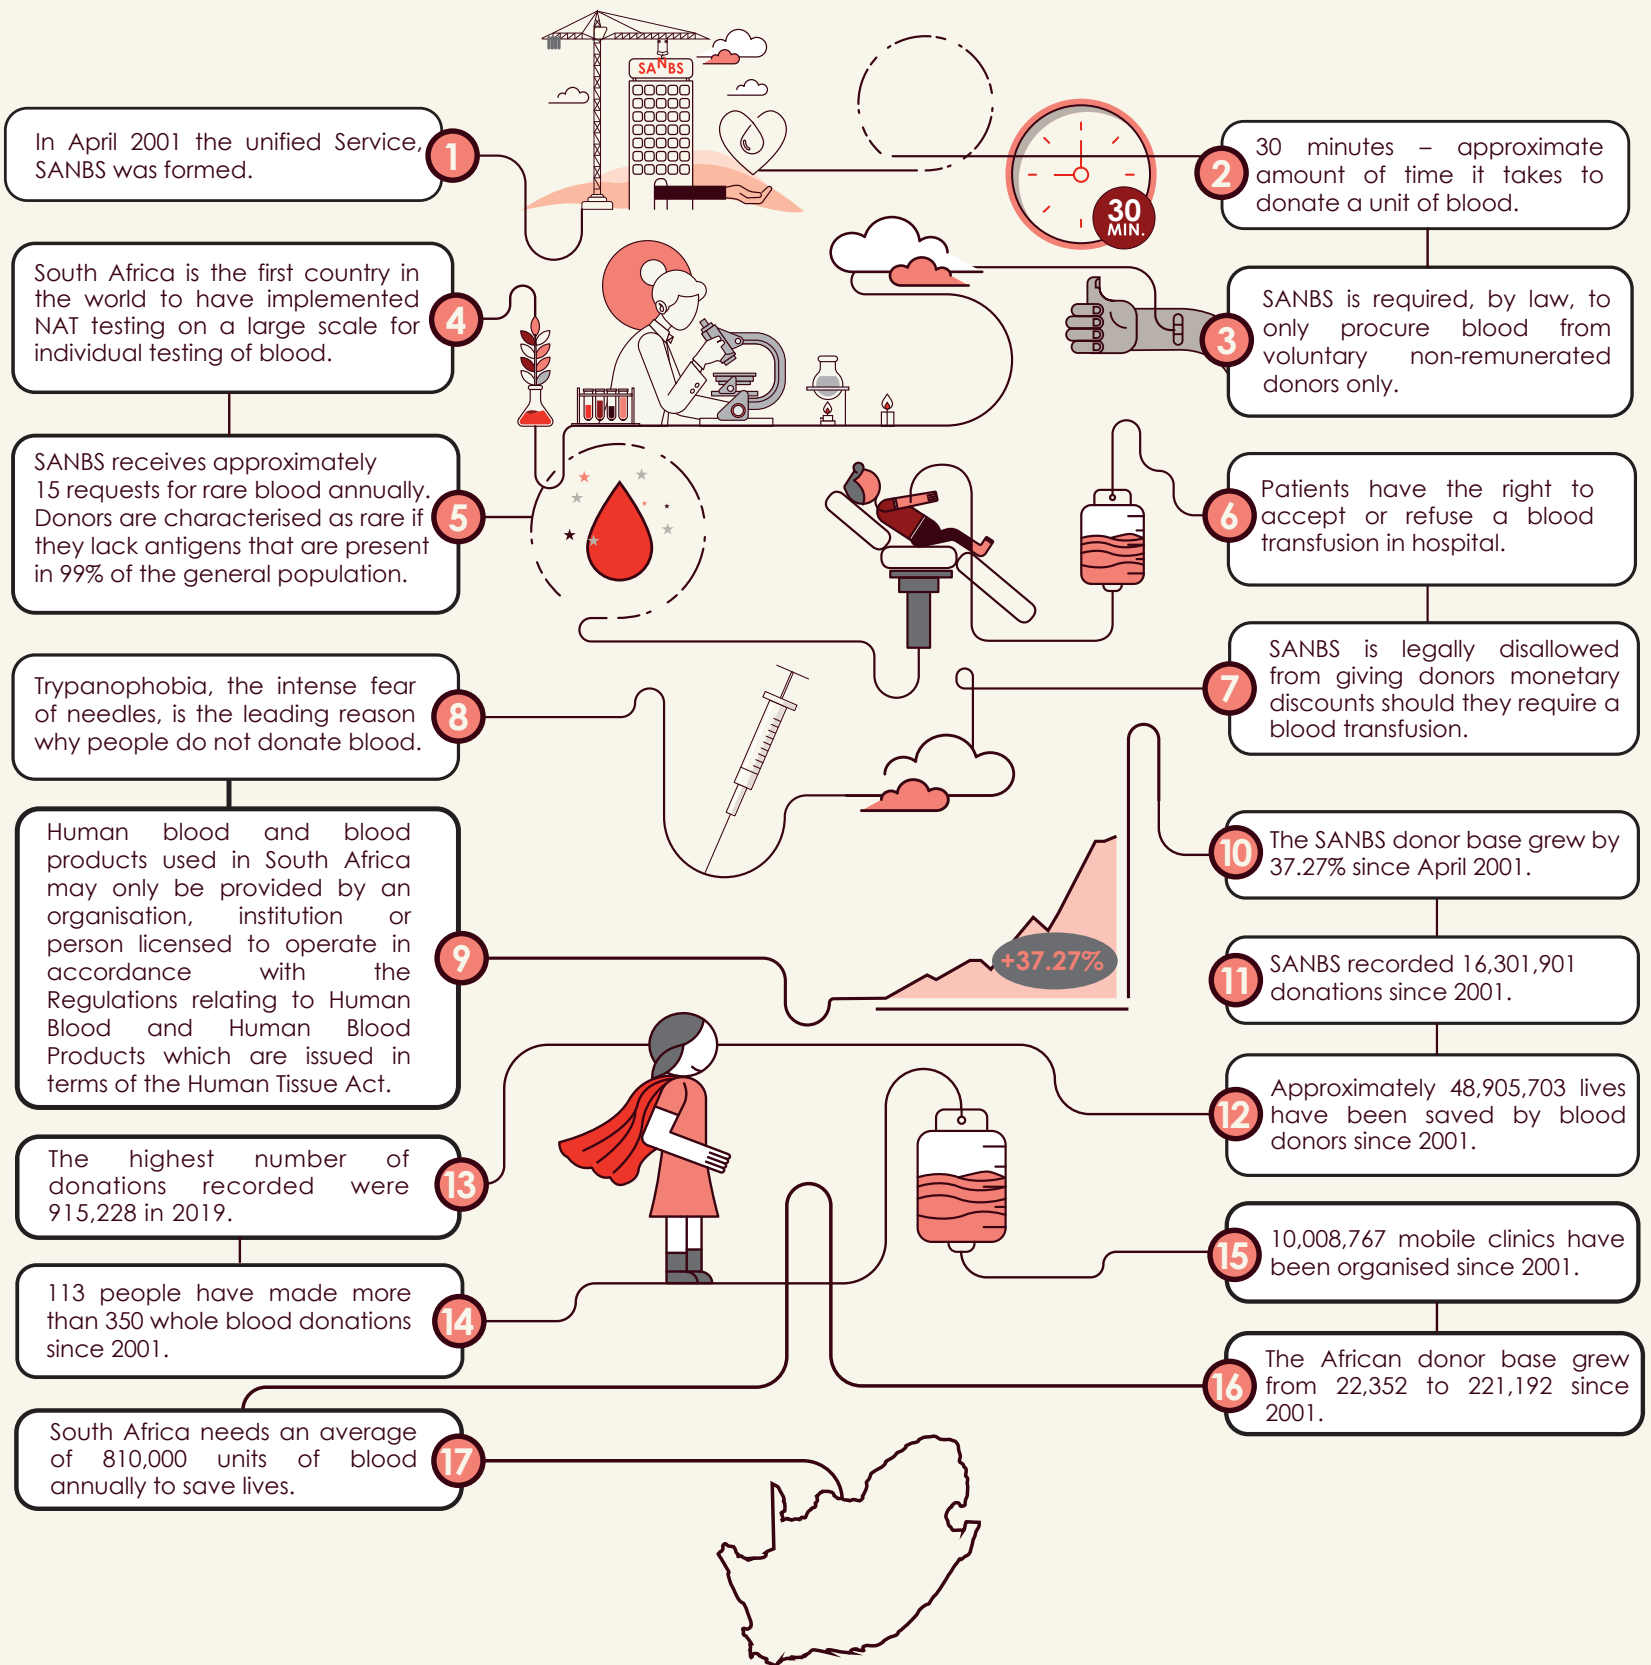 SANBS
In April 2001 the unified Service,
SANBS was formed.
1
30 minutes – approximate
amount of time it takes to
donate a unit of blood.
2
30
MIN.
SANBS is required, by law, to
only procure blood from
voluntary non-remunerated
donors only.
3
South Africa is the first country in
the world to have implemented
NAT testing on a large scale for
individual testing of blood.
4
SANBS receives approximately
15 requests for rare blood annually.
Donors are characterised as rare if
they lack antigens that are present
in 99% of the general population.
5
Patients have the right to
accept or refuse a blood
transfusion in hospital.
6
SANBS is legally disallowed
from giving donors monetary
discounts should they require a
blood transfusion.
7
Trypanophobia, the intense fear
of needles, is the leading reason
why people do not donate blood.
8
Human blood and blood
products used in South Africa
may only be provided by an
organisation, institution or
person licensed to operate in
accordance with the
Regulations relating to Human
Blood and Human Blood
Products which are issued in
terms of the Human Tissue Act.
9
The SANBS donor base grew by
37.27% since April 2001.
10
+37.27%
SANBS recorded 16,301,901
donations since 2001.
11
Approximately 48,905,703 lives
have been saved by blood
donors since 2001.
12
The highest number of
donations recorded were
915,228 in 2019.
13
113 people have made more
than 350 whole blood donations
since 2001.
14
10,008,767 mobile clinics have
been organised since 2001.
15
The African donor base grew
from 22,352 to 221,192 since
2001.
16
South Africa needs an average
of 810,000 units of blood
annually to save lives.
17